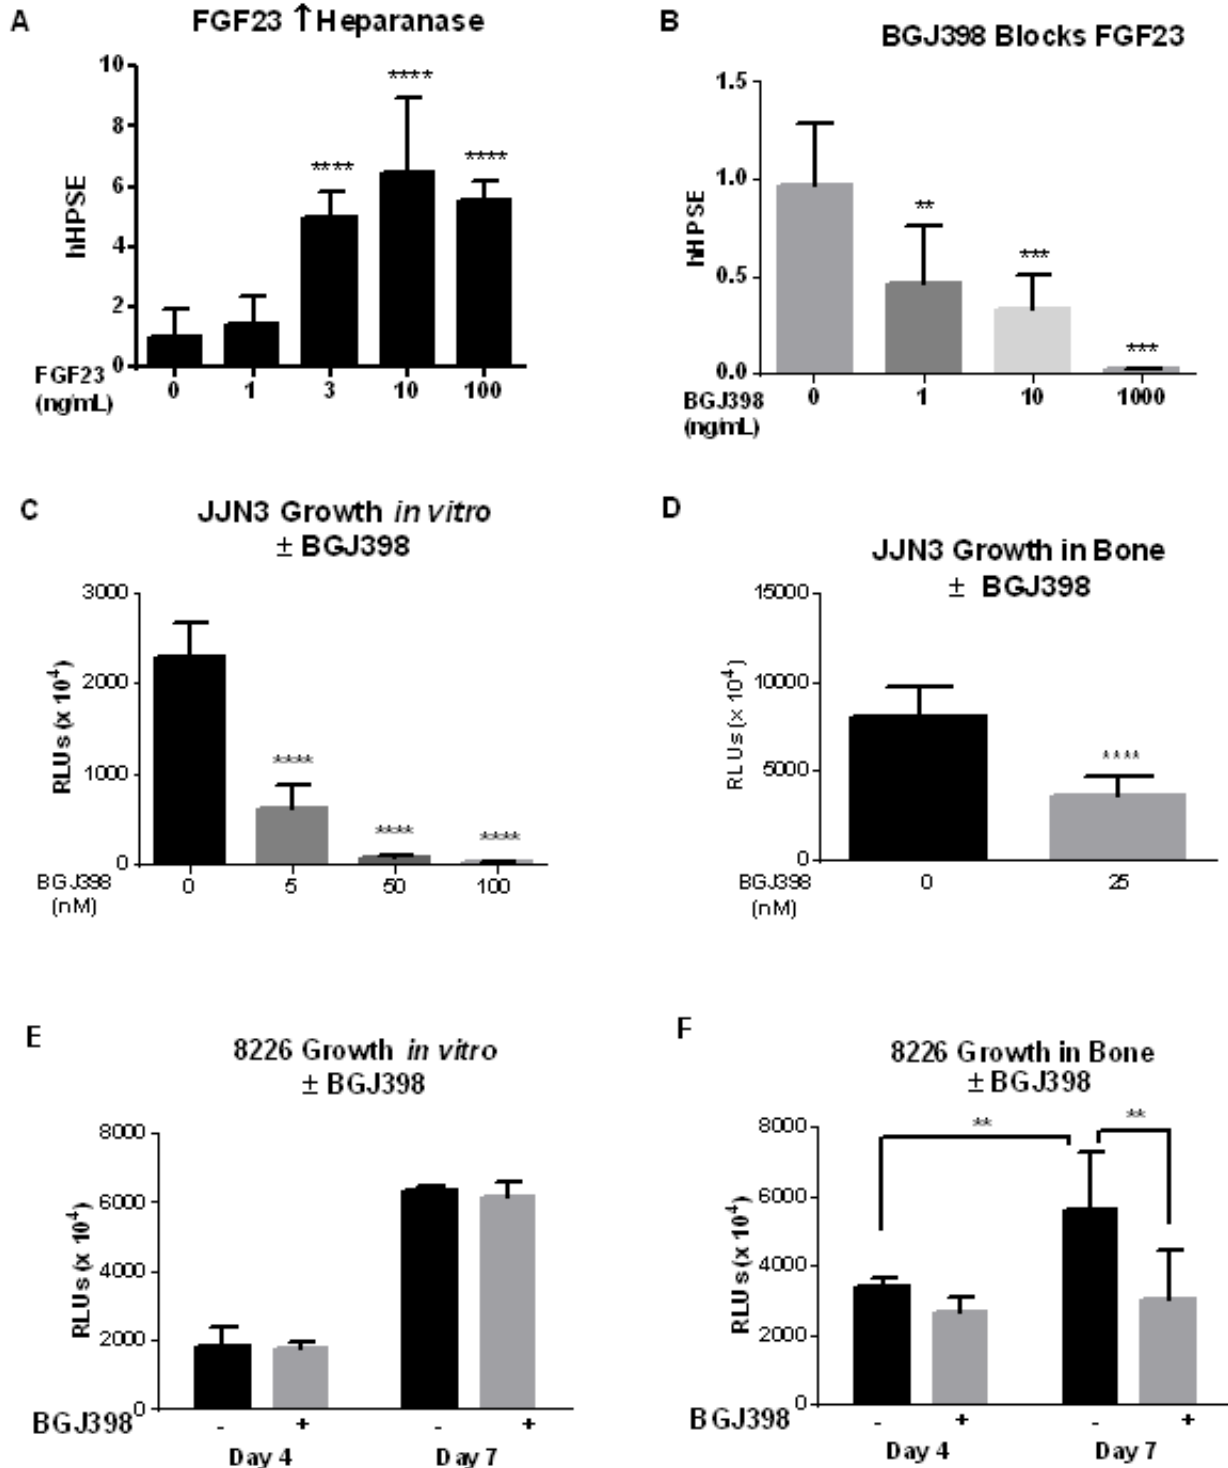 A
FGF23 ↑Heparanase
hHPSE
10
8
6
4
2
0
****
****
****
FGF23
(ng/mL)
0 1 3 10 100
B
BGJ398 Blocks FGF23
hHPSE
1.5
1.0
0.5
0.0
**
***
***
BGJ398
(ng/mL)
0 1 10 1000
C
JJN3 Growth in vitro
± BGJ398
RLUs (x 10⁴)
3000
2000
1000
0
****
****
****
BGJ398
(nM)
0 5 50 100
D
JJN3 Growth in Bone
± BGJ398
RLUs (× 10⁴)
15000
10000
5000
0
****
BGJ398
(nM)
0 25
E
8226 Growth in vitro
± BGJ398
RLUs (x 10⁴)
8000
6000
4000
2000
0
BGJ398
- + - +
Day 4 Day 7
F
8226 Growth in Bone
± BGJ398
RLUs (x 10⁴)
8000
6000
4000
2000
0
**
**
BGJ398
- + - +
Day 4 Day 7